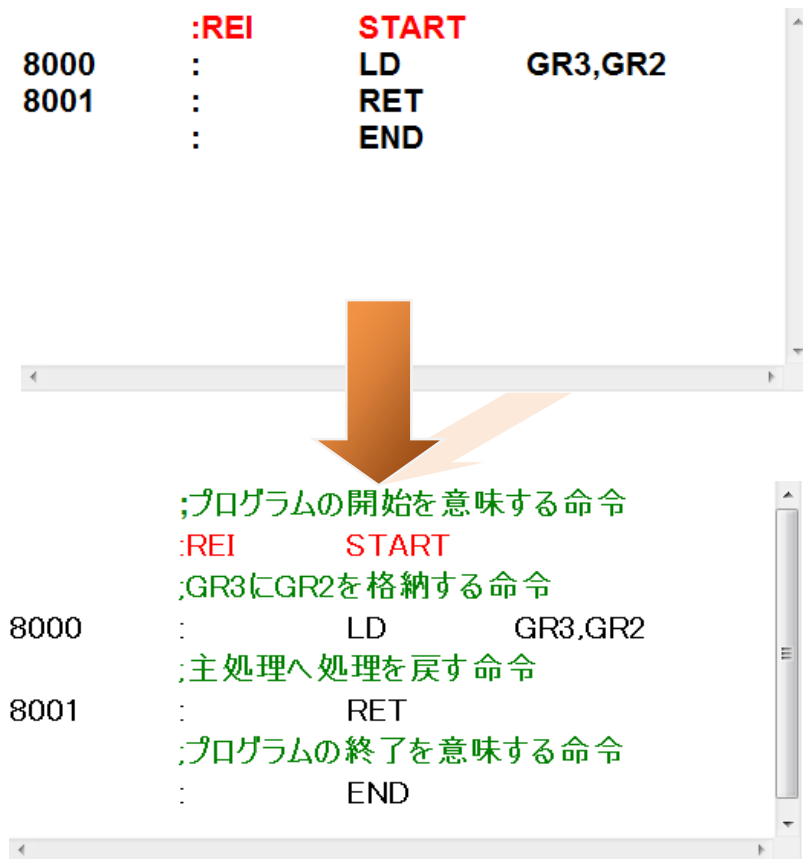 :REI START
8000 : LD GR3,GR2
8001 : RET
: END
;プログラムの開始を意味する命令
:REI START
;GR3にGR2を格納する命令
8000 : LD GR3,GR2
;主処理へ処理を戻す命令
8001 : RET
;プログラムの終了を意味する命令
: END